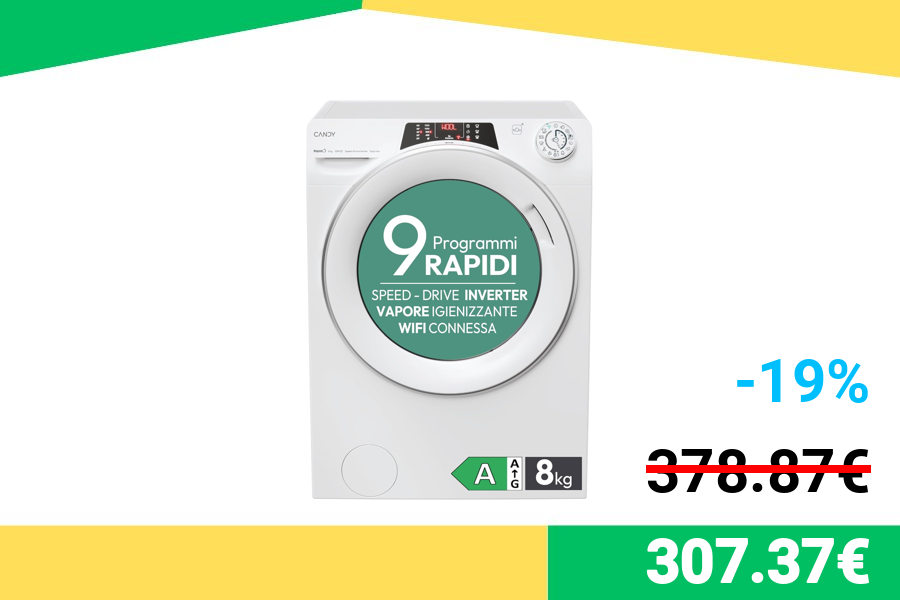 CANDY
9 Programmi
RAPIDI
SPEED - DRIVE INVERTER
VAPORE IGIENIZZANTE
WIFI CONNESSA
A
A
G
8kg
-19%
378.87€
307.37€